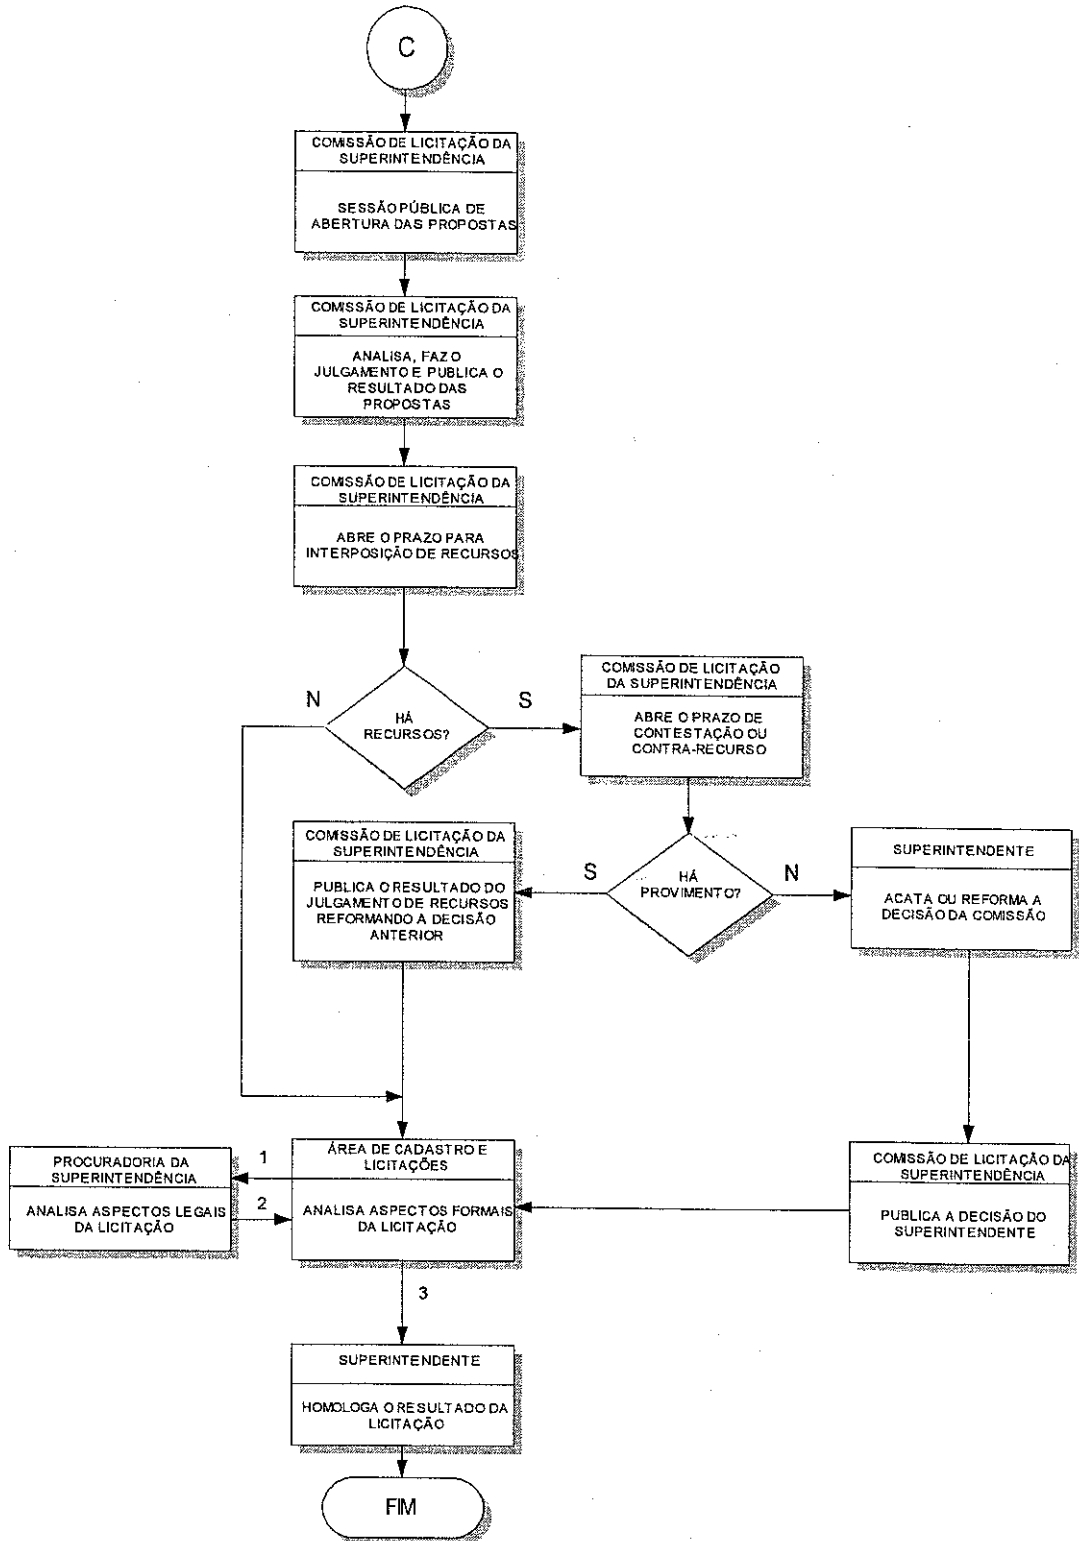 C
COMISSÃO DE LICITAÇÃO DA
SUPERINTENDÊNCIA
SESSÃO PÚBLICA DE
ABERTURA DAS PROPOSTAS
COMISSÃO DE LICITAÇÃO DA
SUPERINTENDÊNCIA
ANALISA, FAZ O
JULGAMENTO E PUBLICA O
RESULTADO DAS
PROPOSTAS
COMISSÃO DE LICITAÇÃO DA
SUPERINTENDÊNCIA
ABRE O PRAZO PARA
INTERPOSIÇÃO DE RECURSOS
N
HÁ
RECURSOS?
S
COMISSÃO DE LICITAÇÃO
DA SUPERINTENDÊNCIA
ABRE O PRAZO DE
CONTESTAÇÃO OU
CONTRA-RECURSO
COMISSÃO DE LICITAÇÃO DA
SUPERINTENDÊNCIA
PUBLICA O RESULTADO DO
JULGAMENTO DE RECURSOS
REFORMANDO A DECISÃO
ANTERIOR
S
HÁ
PROVIMENTO?
N
SUPERINTENDENTE
ACATA OU REFORMA A
DECISÃO DA COMISSÃO
PROCURADORIA DA
SUPERINTENDÊNCIA
ANALISA ASPECTOS LEGAIS
DA LICITAÇÃO
1
2
ÁREA DE CADASTRO E
LICITAÇÕES
ANALISA ASPECTOS FORMAIS
DA LICITAÇÃO
COMISSÃO DE LICITAÇÃO DA
SUPERINTENDÊNCIA
PUBLICA A DECISÃO DO
SUPERINTENDENTE
3
SUPERINTENDENTE
HOMOLOGA O RESULTADO DA
LICITAÇÃO
FIM